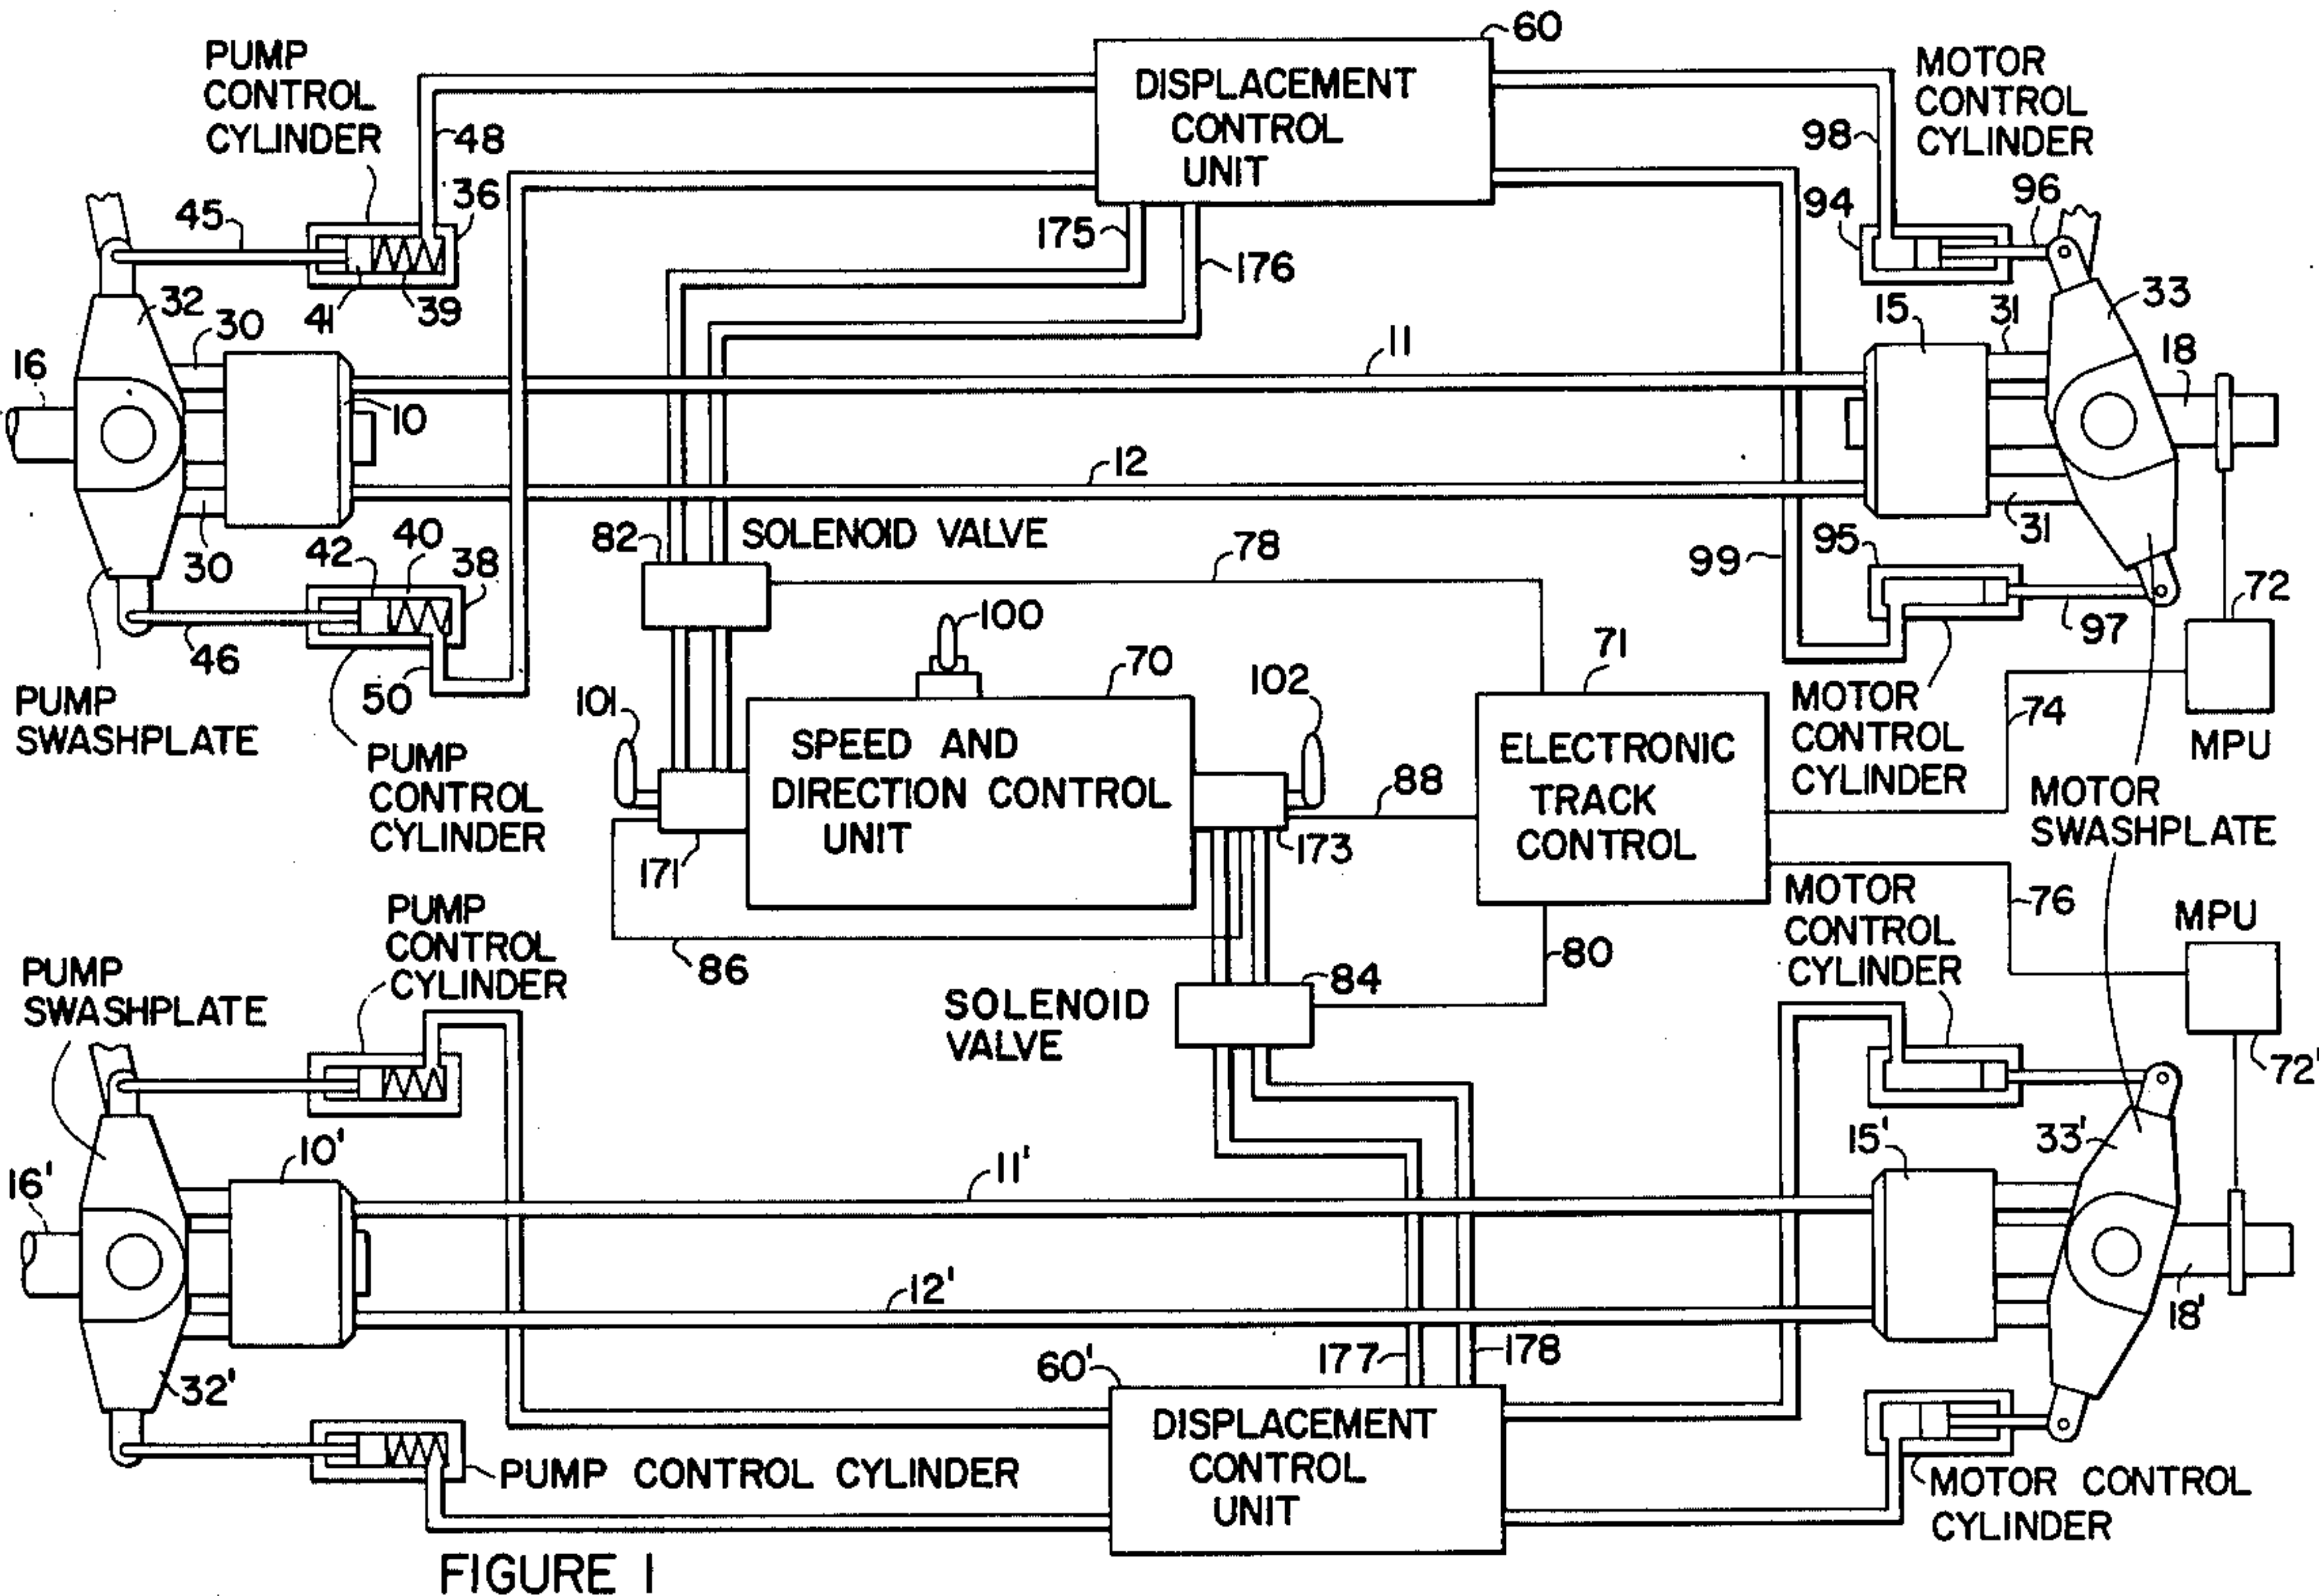 60
PUMP
CONTROL
CYLINDER
DISPLACEMENT
CONTROL
UNIT
MOTOR
CONTROL
CYLINDER
48
98
36
45
94
96
175
176
41
39
32
30
16
10
11
15
31
33
18
12
31
30
42
40
38
46
50
82
SOLENOID VALVE
78
99
95
97
72
PUMP
SWASHPLATE
PUMP
CONTROL
CYLINDER
100
101
70
102
71
MOTOR
CONTROL
CYLINDER
74
MPU
SPEED AND
DIRECTION CONTROL
UNIT
88
ELECTRONIC
TRACK
CONTROL
MOTOR
SWASHPLATE
171
173
86
80
76
MPU
PUMP
CONTROL
CYLINDER
MOTOR
CONTROL
CYLINDER
PUMP
SWASHPLATE
SOLENOID
VALVE
84
72'
10'
11'
15'
33'
16'
12'
18'
32'
177
178
60'
DISPLACEMENT
CONTROL
UNIT
PUMP CONTROL CYLINDER
MOTOR CONTROL
CYLINDER
FIGURE 1